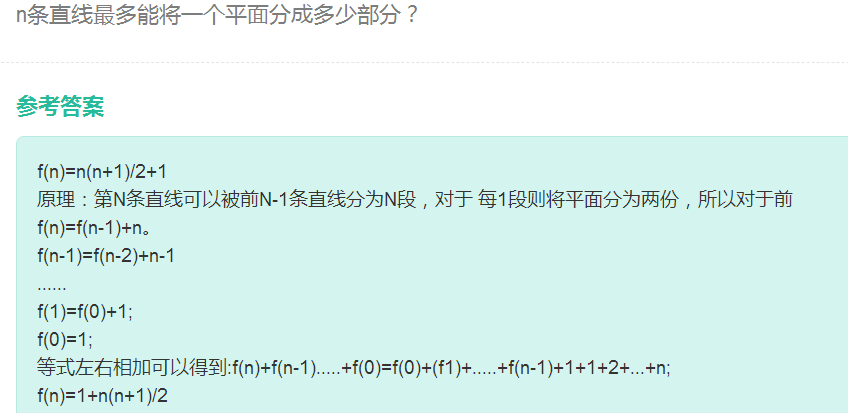 n条直线最多能将一个平面分成多少部分？
参考答案
f(n)=n(n+1)/2+1
原理：第N条直线可以被前N-1条直线分为N段，对于 每1段则将平面分为两份，所以对于前
f(n)=f(n-1)+n。
f(n-1)=f(n-2)+n-1
......
f(1)=f(0)+1;
f(0)=1;
等式左右相加可以得到:f(n)+f(n-1).....+f(0)=f(0)+(f1)+.....+f(n-1)+1+1+2+...+n;
f(n)=1+n(n+1)/2